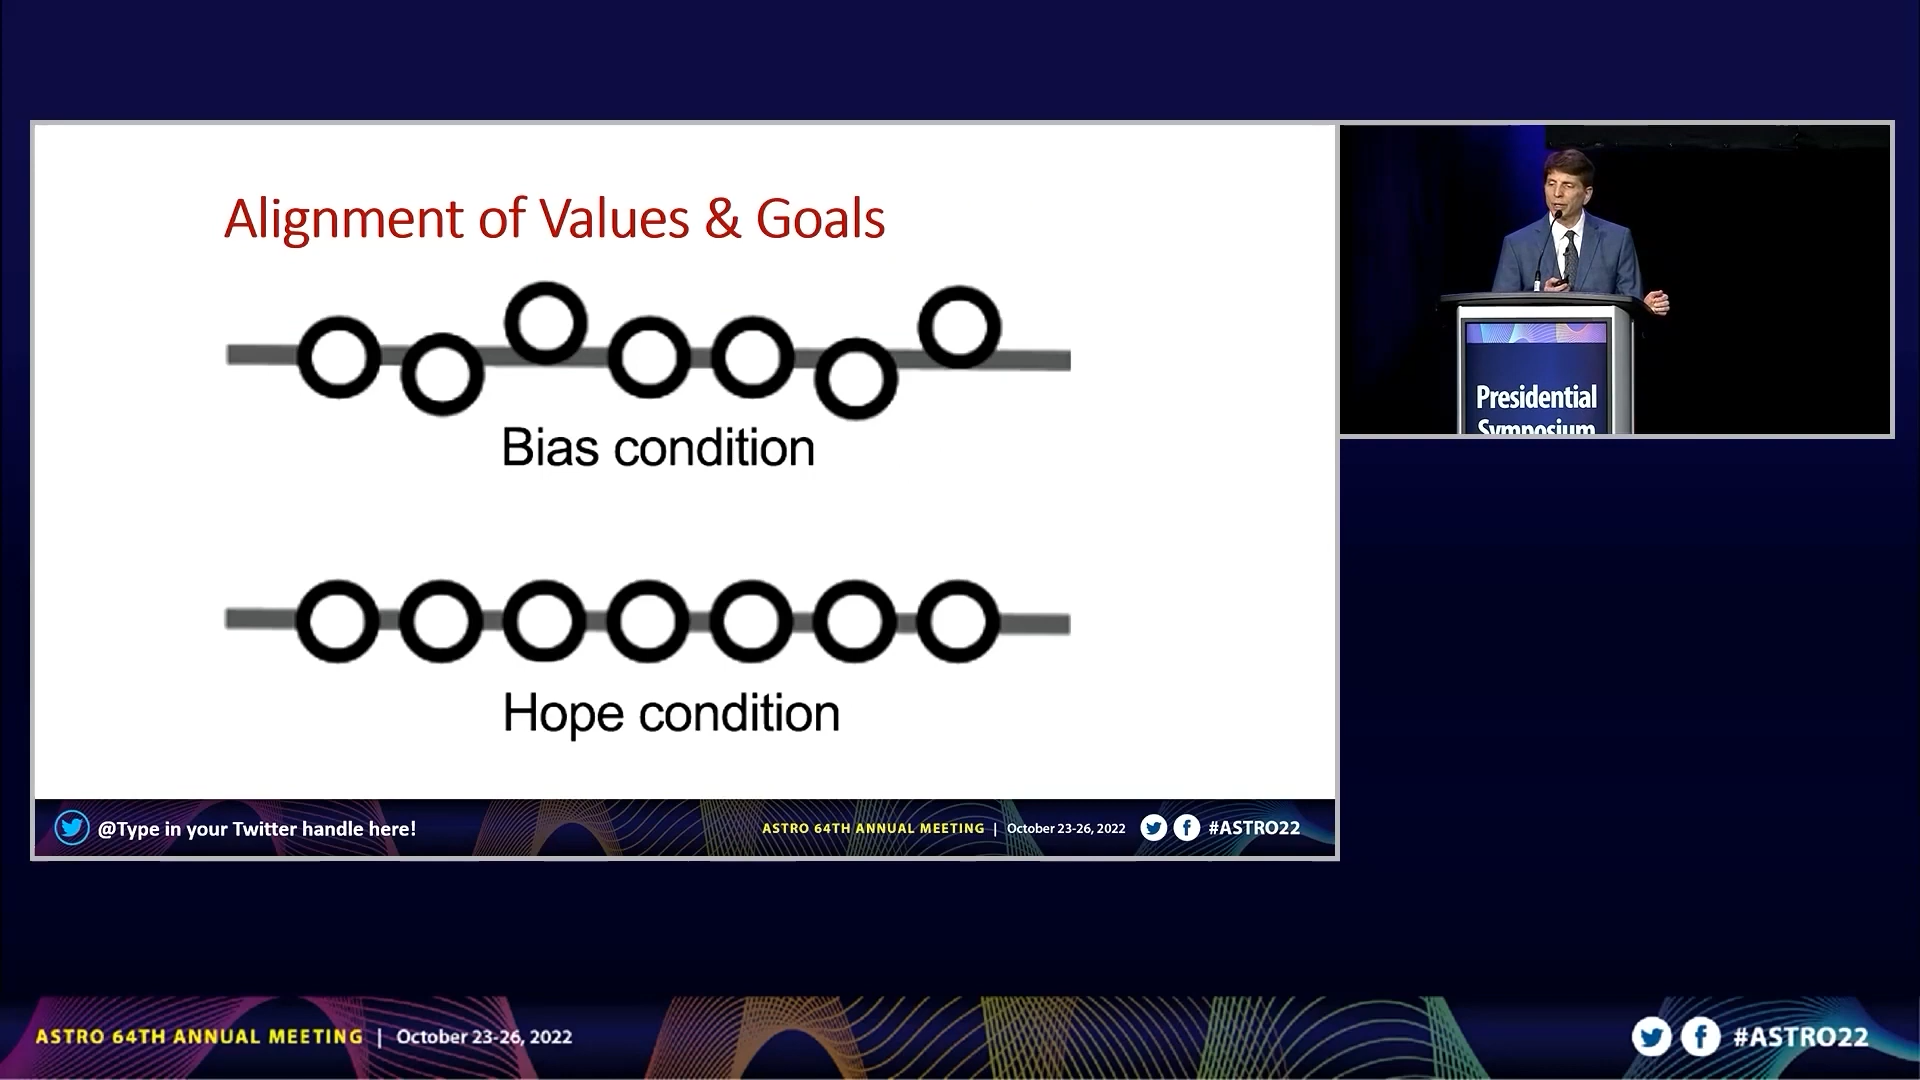 Alignment of Values & Goals
Bias condition
Hope condition
@Type in your Twitter handle here!
ASTRO 64TH ANNUAL MEETING | October 23-26, 2022
#ASTRO22
Presidential
Symposium
ASTRO 64TH ANNUAL MEETING | October 23-26, 2022
#ASTRO22